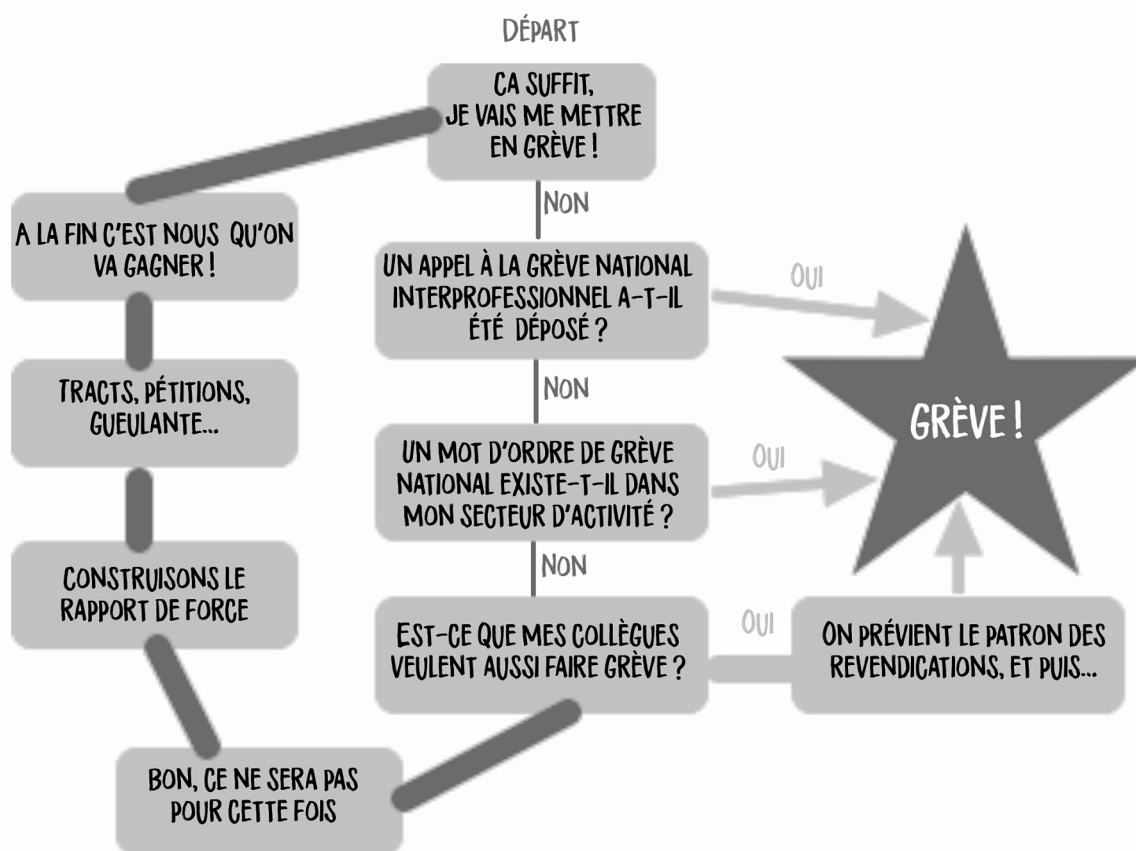 DÉPART
CA SUFFIT,
JE VAIS ME METTRE
EN GRÈVE !
NON
UN APPEL À LA GRÈVE NATIONAL
INTERPROFESSIONNEL A-T-IL
ÉTÉ DÉPOSÉ ?
OUI
NON
UN MOT D'ORDRE DE GRÈVE
NATIONAL EXISTE-T-IL DANS
MON SECTEUR D'ACTIVITÉ ?
OUI
GRÈVE !
NON
EST-CE QUE MES COLLÈGUES
VEULENT AUSSI FAIRE GRÈVE ?
OUI
ON PRÉVIENT LE PATRON DES
REVENDICATIONS, ET PUIS...
BON, CE NE SERA PAS
POUR CETTE FOIS
CONSTRUISONS LE
RAPPORT DE FORCE
TRACTS, PÉTITIONS,
GUEULANTE...
A LA FIN C'EST NOUS QU'ON
VA GAGNER !